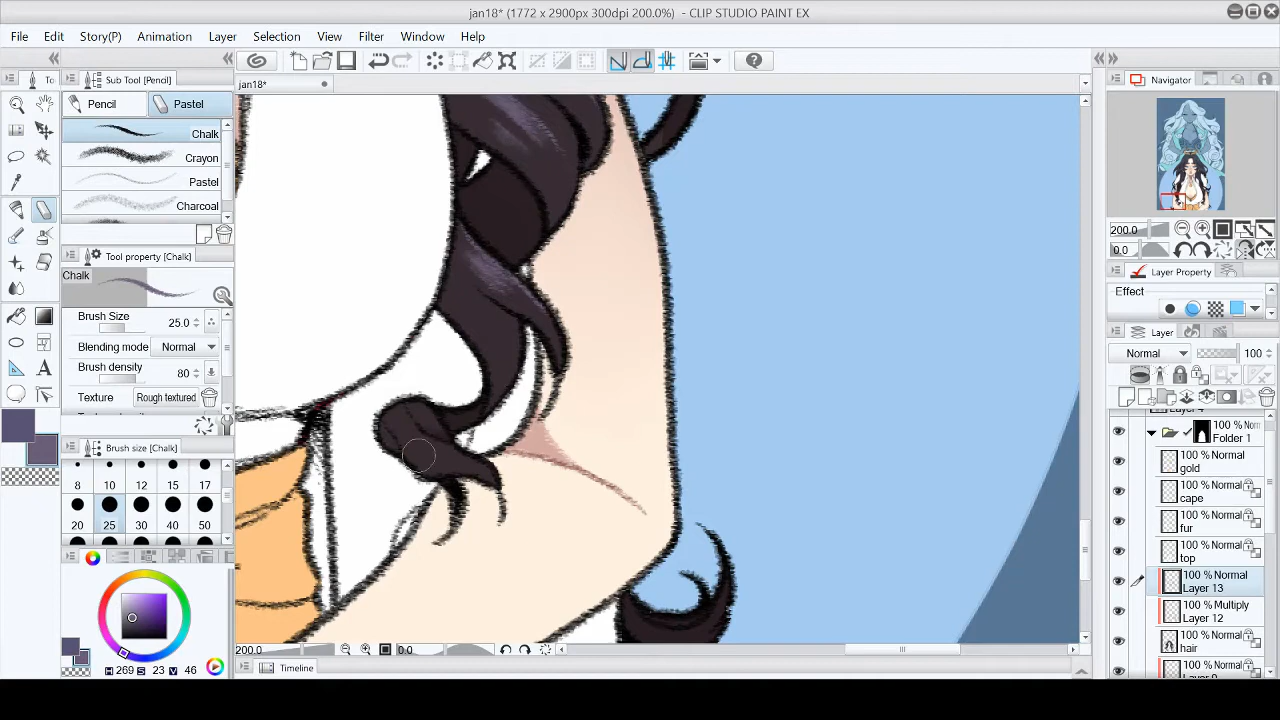 jan18* (1772 x 2900px 300dpi 200.0%) - CLIP STUDIO PAINT EX
File Edit Story(P) Animation Layer Selection View Filter Window Help
To
Sub Tool [Pencil]
jan18*
Navigator
Pencil
Pastel
Chalk
Crayon
Pastel
Charcoal
200.0
0.0
Tool property [Chalk]
Chalk
Layer Property
Effect
Brush Size 25.0
Blending mode Normal
Brush density 80
Texture Rough textured
Layer
Normal 100
Brush size [Chalk]
8 10 12 15 17
20 25 30 40 50
100 % Norm
Folder 1
100 % Normal
gold
100 % Normal
cape
100 % Normal
fur
100 % Normal
top
100 % Normal
Layer 13
100 % Multiply
Layer 12
100 % Normal
hair
100 % Normal
H 269 S 23 V 46
200.0
0.0
Timeline